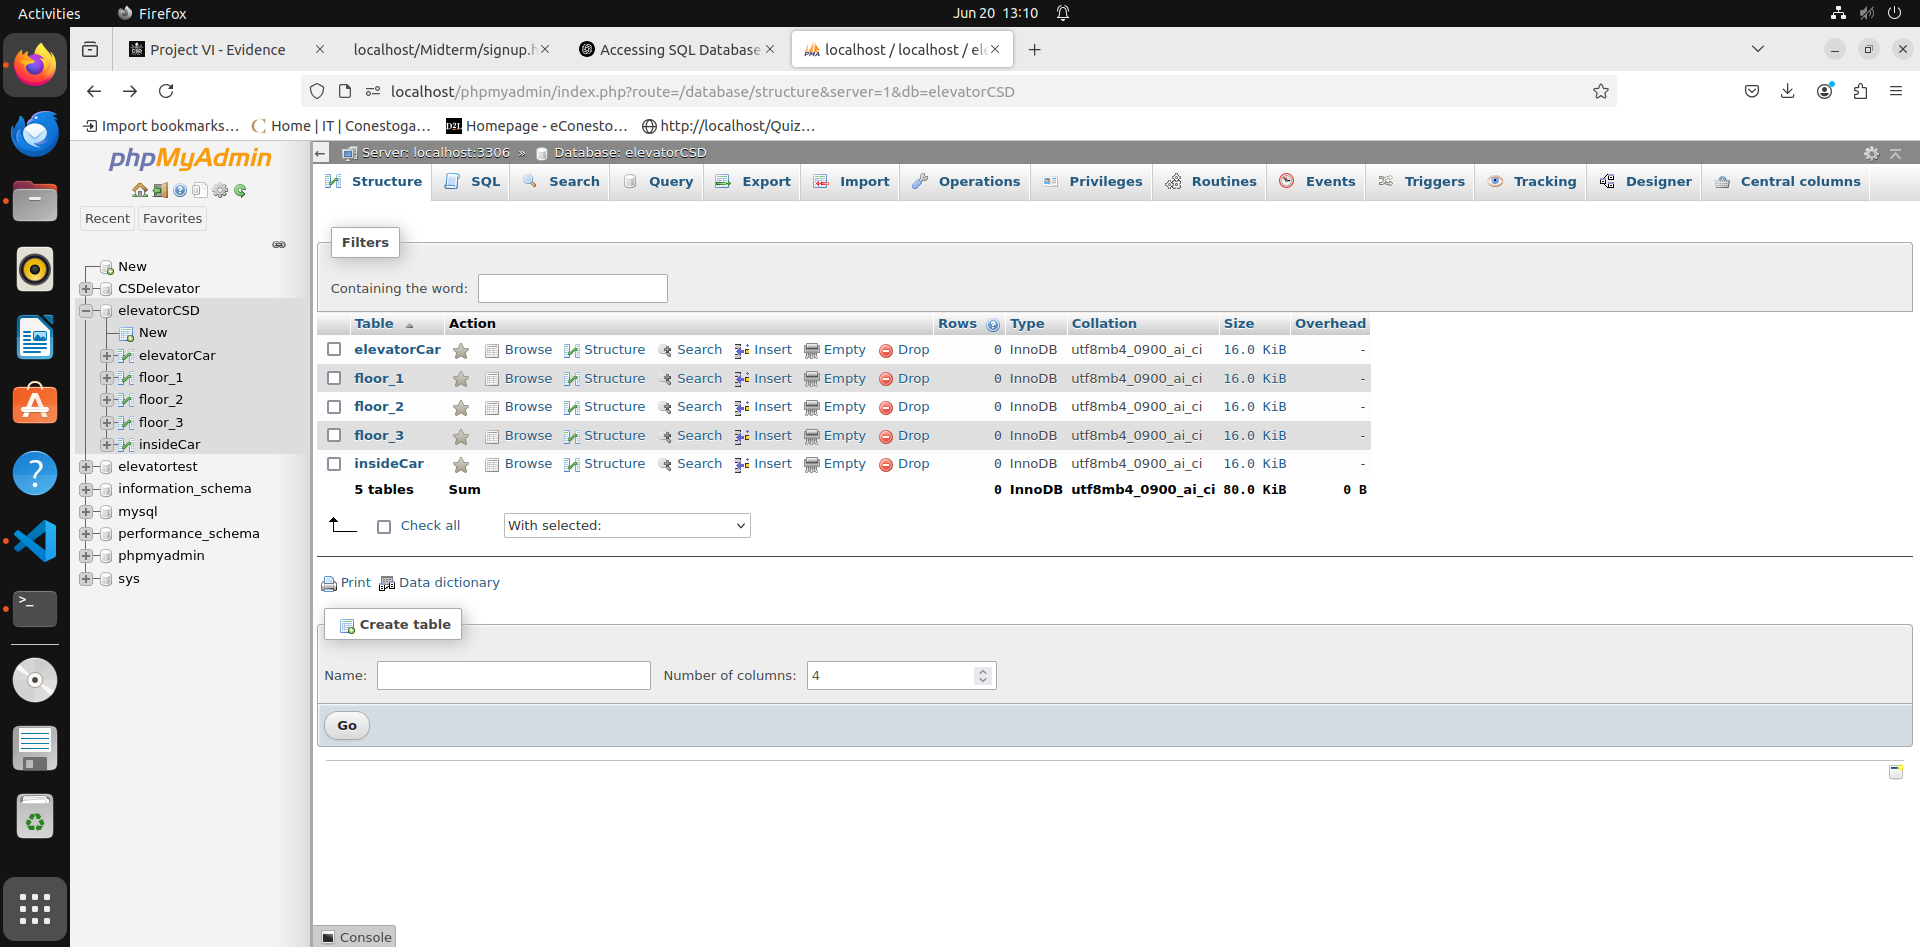 Activities Firefox Jun 20 13:10
Project VI - Evidence localhost/Midterm/signup.h Accessing SQL Database localhost / localhost / ele
localhost/phpmyadmin/index.php?route=/database/structure&server=1&db=elevatorCSD
Import bookmarks... Home | IT | Conestoga... D2L Homepage - eConesto... http://localhost/Quiz...
phpMyAdmin
Recent Favorites
New
CSDelevator
elevatorCSD
New
elevatorCar
floor_1
floor_2
floor_3
insideCar
elevatortest
information_schema
mysql
performance_schema
phpmyadmin
sys
Server: localhost:3306 » Database: elevatorCSD
Structure SQL Search Query Export Import Operations Privileges Routines Events Triggers Tracking Designer Central columns
Filters
Containing the word:
Table Action Rows Type Collation Size Overhead
elevatorCar Browse Structure Search Insert Empty Drop 0 InnoDB utf8mb4_0900_ai_ci 16.0 KiB -
floor_1 Browse Structure Search Insert Empty Drop 0 InnoDB utf8mb4_0900_ai_ci 16.0 KiB -
floor_2 Browse Structure Search Insert Empty Drop 0 InnoDB utf8mb4_0900_ai_ci 16.0 KiB -
floor_3 Browse Structure Search Insert Empty Drop 0 InnoDB utf8mb4_0900_ai_ci 16.0 KiB -
insideCar Browse Structure Search Insert Empty Drop 0 InnoDB utf8mb4_0900_ai_ci 16.0 KiB -
5 tables Sum 0 InnoDB utf8mb4_0900_ai_ci 80.0 KiB 0 B
Check all With selected:
Print Data dictionary
Create table
Name: Number of columns: 4
Go
Console